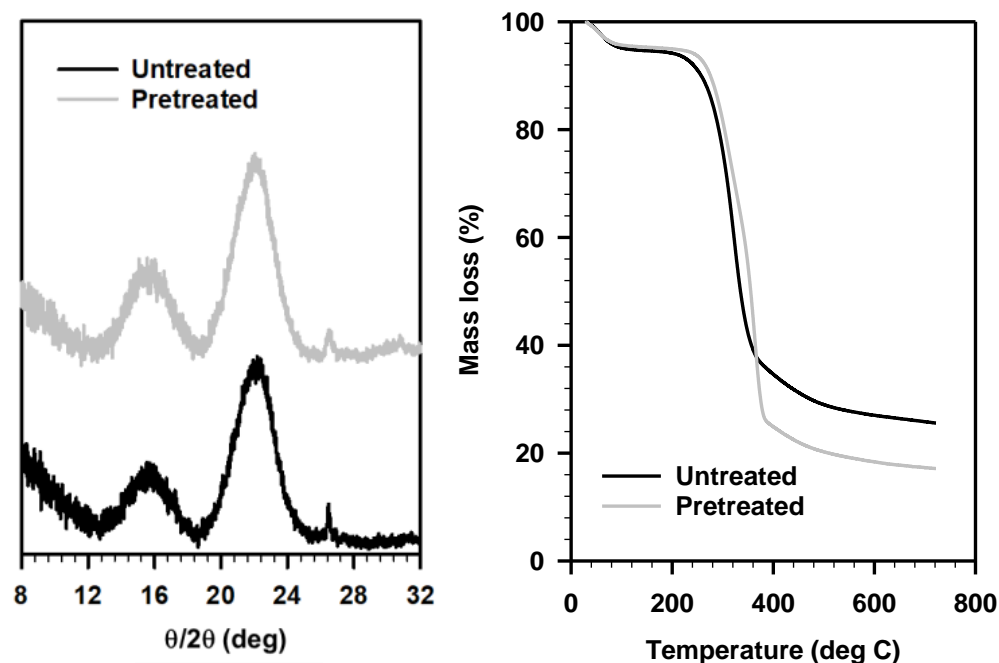 Untreated
Pretreated
8 12 16 20 24 28 32
θ/2θ (deg)
100
80
60
40
20
0
Mass loss (%)
Untreated
Pretreated
0 200 400 600 800
Temperature (deg C)